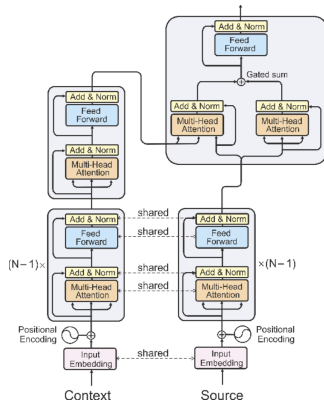 Add & Norm
Feed
Forward
Gated sum
Add & Norm
Add & Norm
Multi-Head
Attention
Multi-Head
Attention
Add & Norm
Feed
Forward
Add & Norm
Multi-Head
Attention
Add & Norm
shared
Add & Norm
Feed
Forward
shared
Feed
Forward
(N−1)×
×(N−1)
Add & Norm
shared
Add & Norm
Multi-Head
Attention
shared
Multi-Head
Attention
Positional
Encoding
Positional
Encoding
Input
Embedding
shared
Input
Embedding
Context
Source